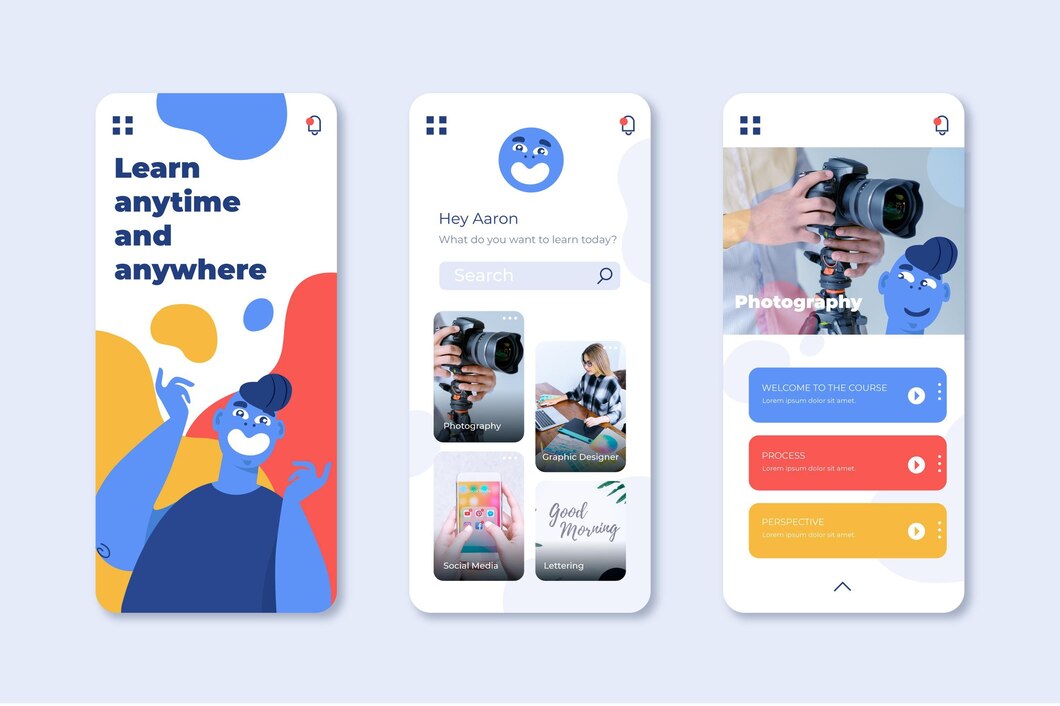 Learn
anytime
and
anywhere
Hey Aaron
What do you want to learn today?
Search
Photography
Graphic Designer
Social Media
Good
Morning
Lettering
Photography
WELCOME TO THE COURSE
Lorem ipsum dolor sit amet.
PROCESS
Lorem ipsum dolor sit amet.
PERSPECTIVE
Lorem ipsum dolor sit amet.